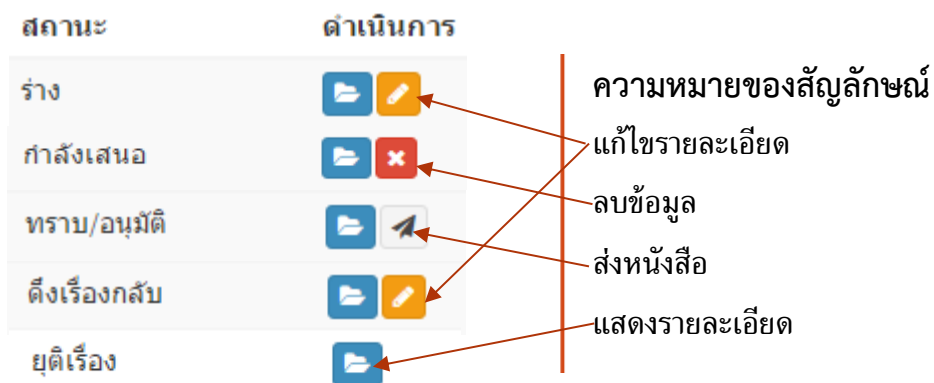 สถานะ ดำเนินการ
ร่าง
กำลังเสนอ
ทราบ/อนุมัติ
ดึงเรื่องกลับ
ยุติเรื่อง
ความหมายของสัญลักษณ์
แก้ไขรายละเอียด
ลบข้อมูล
ส่งหนังสือ
แสดงรายละเอียด